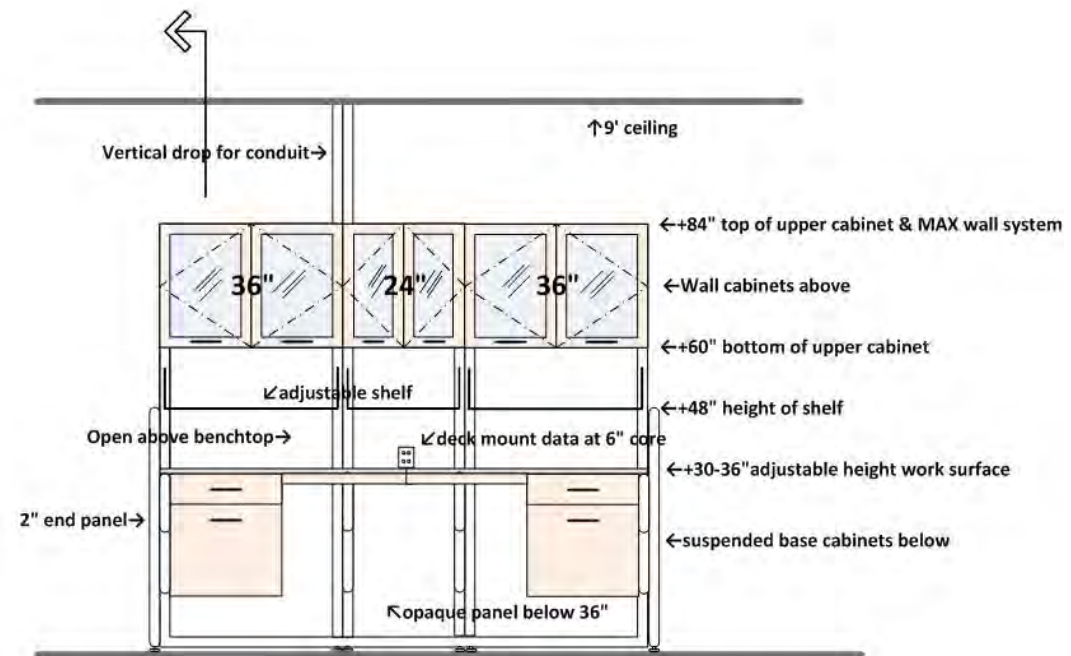 ↑9' ceiling
Vertical drop for conduit→
←+84" top of upper cabinet & MAX wall system
36" 24" 36"
←Wall cabinets above
←+60" bottom of upper cabinet
↙adjustable shelf
←+48" height of shelf
Open above benchtop→
↙deck mount data at 6" core
←+30-36"adjustable height work surface
2" end panel→
←suspended base cabinets below
↖opaque panel below 36"